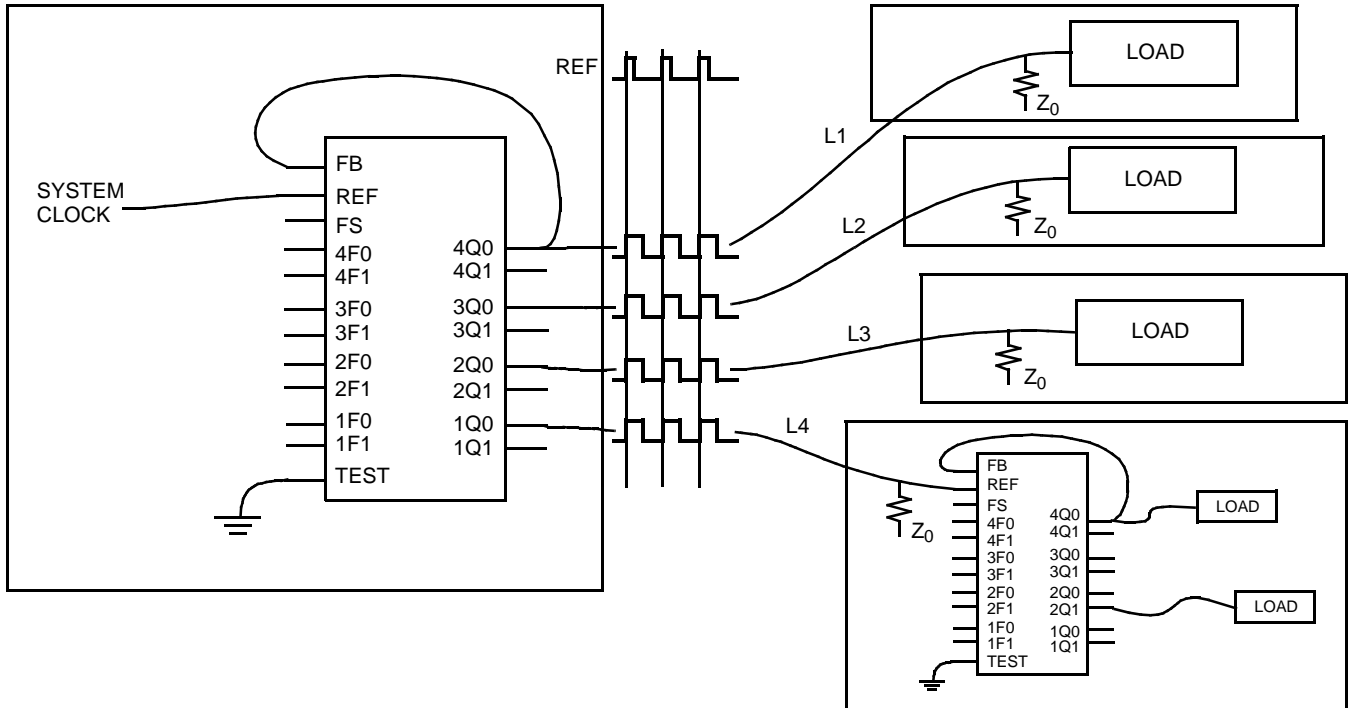 REF
SYSTEM
CLOCK
FB
REF
FS
4F0
4F1
3F0
3F1
2F0
2F1
1F0
1F1
TEST
4Q0
4Q1
3Q0
3Q1
2Q0
2Q1
1Q0
1Q1
L1
L2
L3
L4
LOAD
Z0
LOAD
Z0
LOAD
Z0
Z0
FB
REF
FS
4F0
4F1
3F0
3F1
2F0
2F1
1F0
1F1
TEST
4Q0
4Q1
3Q0
3Q1
2Q0
2Q1
1Q0
1Q1
LOAD
LOAD